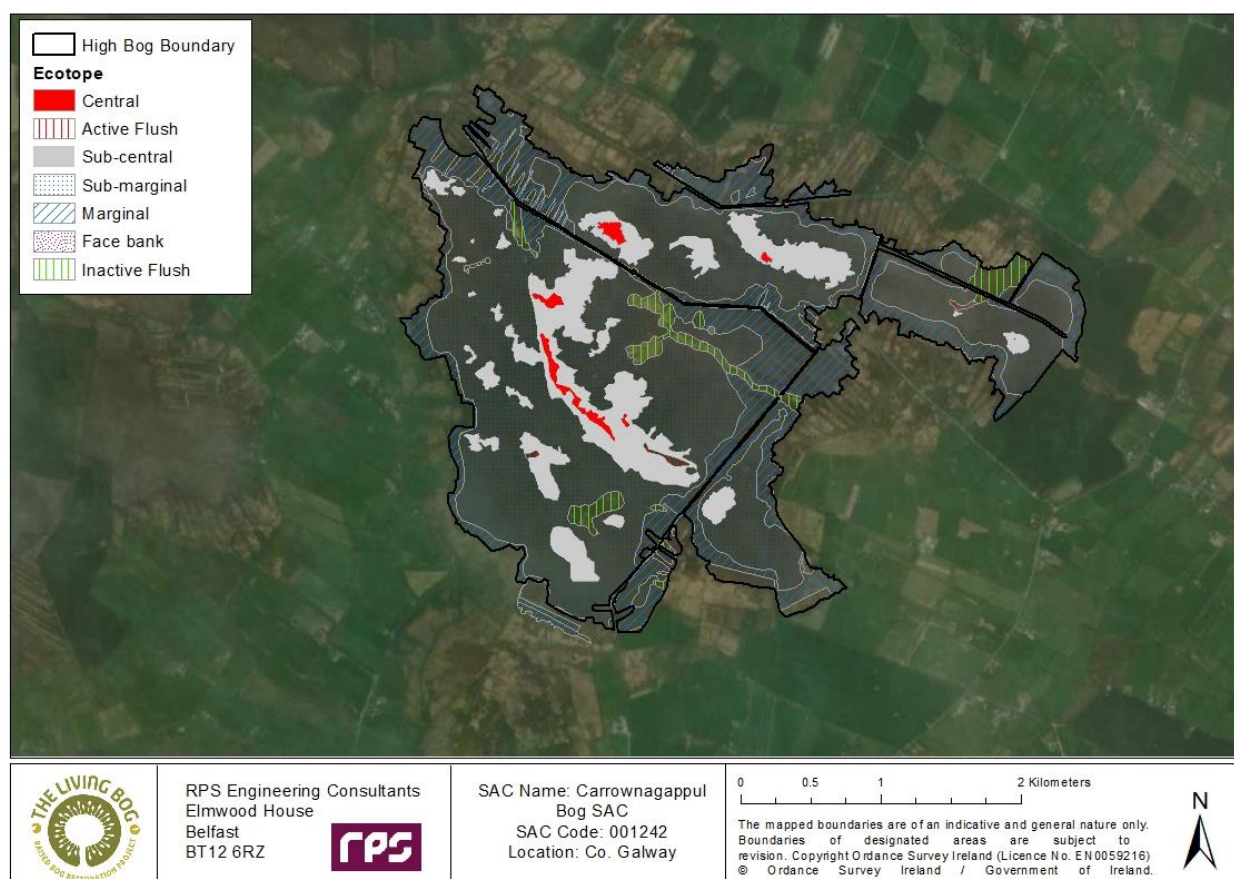 High Bog Boundary
Ecotope
Central
Active Flush
Sub-central
Sub-marginal
Marginal
Face bank
Inactive Flush
THE LIVING BOG
RAISED BOG RESTORATION PROJECT
RPS Engineering Consultants
Elmwood House
Belfast
BT12 6RZ
rps
SAC Name: Carrownagappul
Bog SAC
SAC Code: 001242
Location: Co. Galway
0 0.5 1 2 Kilometers
The mapped boundaries are of an indicative and general nature only.
Boundaries of designated areas are subject to
revision. Copyright Ordance Survey Ireland (Licence No. EN0059216)
© Ordance Survey Ireland / Government of Ireland.
N